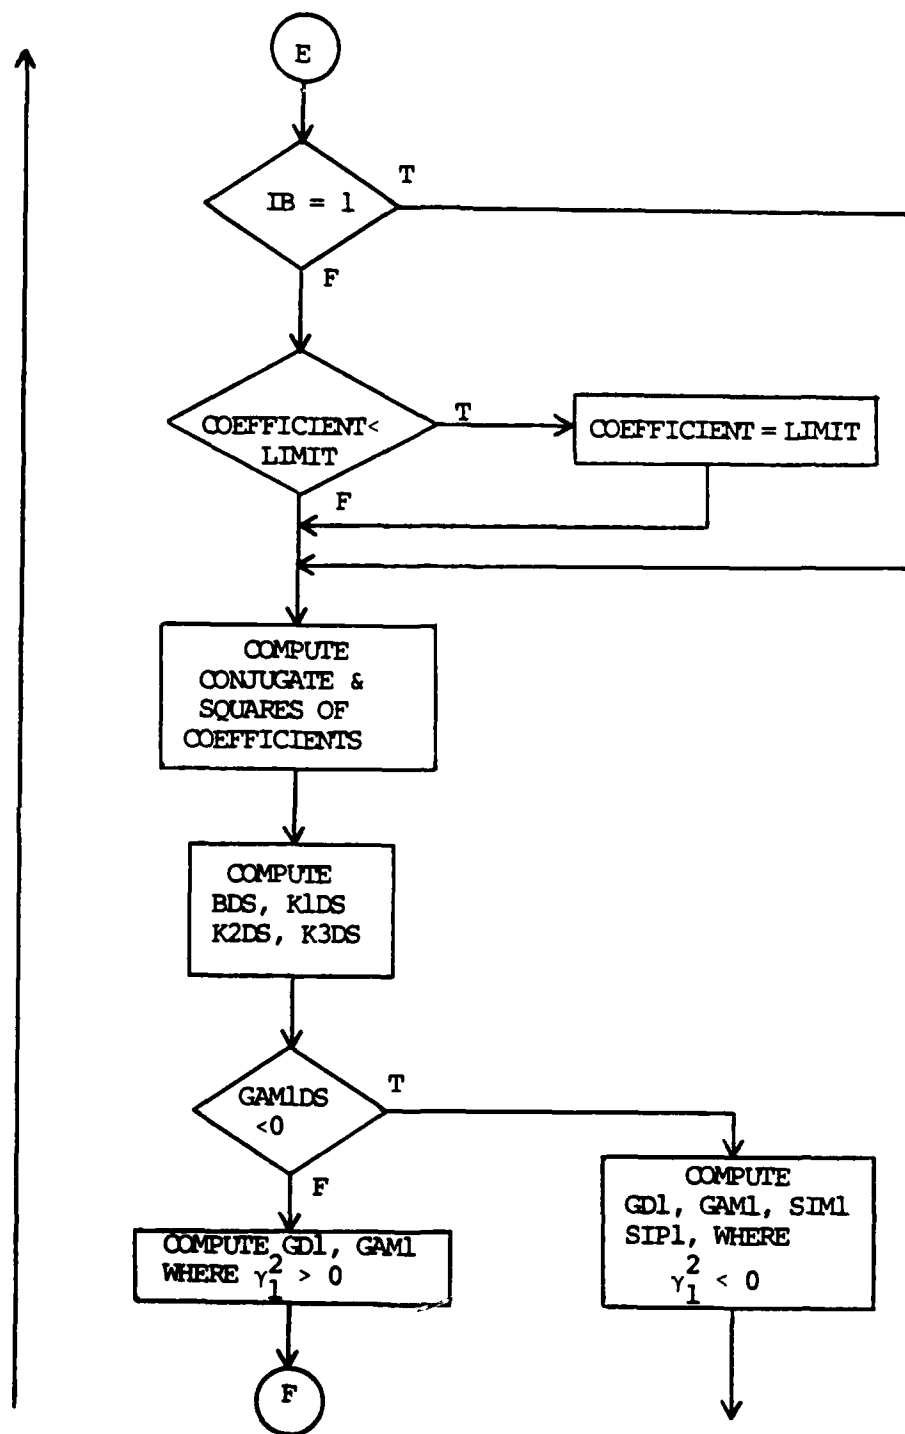 E
IB = 1
T
F
COEFFICIENT<
LIMIT
T
COEFFICIENT = LIMIT
F
COMPUTE
CONJUGATE &
SQUARES OF
COEFFICIENTS
COMPUTE
BDS, K1DS
K2DS, K3DS
GAM1DS
<0
T
F
COMPUTE GD1, GAM1
WHERE γ₁² > 0
COMPUTE
GD1, GAM1, SIM1
SIP1, WHERE
γ₁² < 0
F